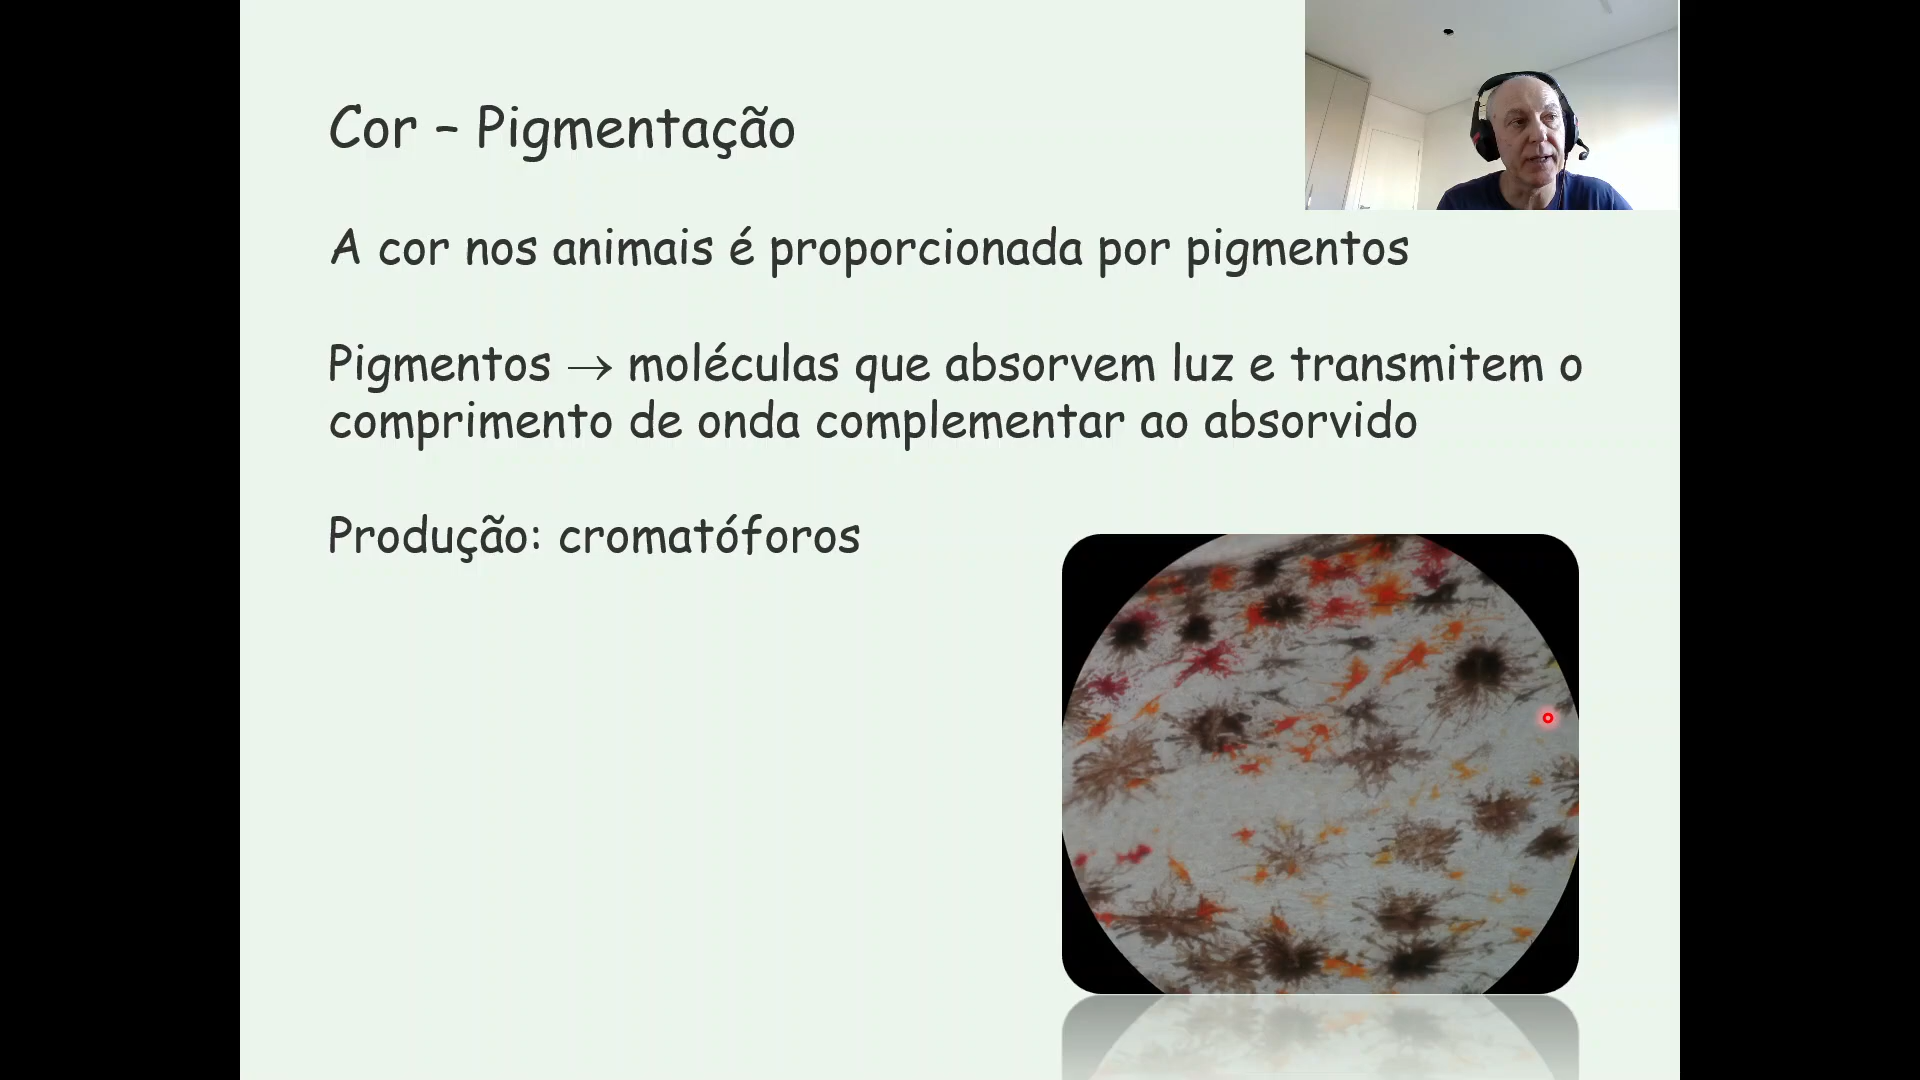 Cor – Pigmentação
A cor nos animais é proporcionada por pigmentos
Pigmentos → moléculas que absorvem luz e transmitem o
comprimento de onda complementar ao absorvido
Produção: cromatóforos